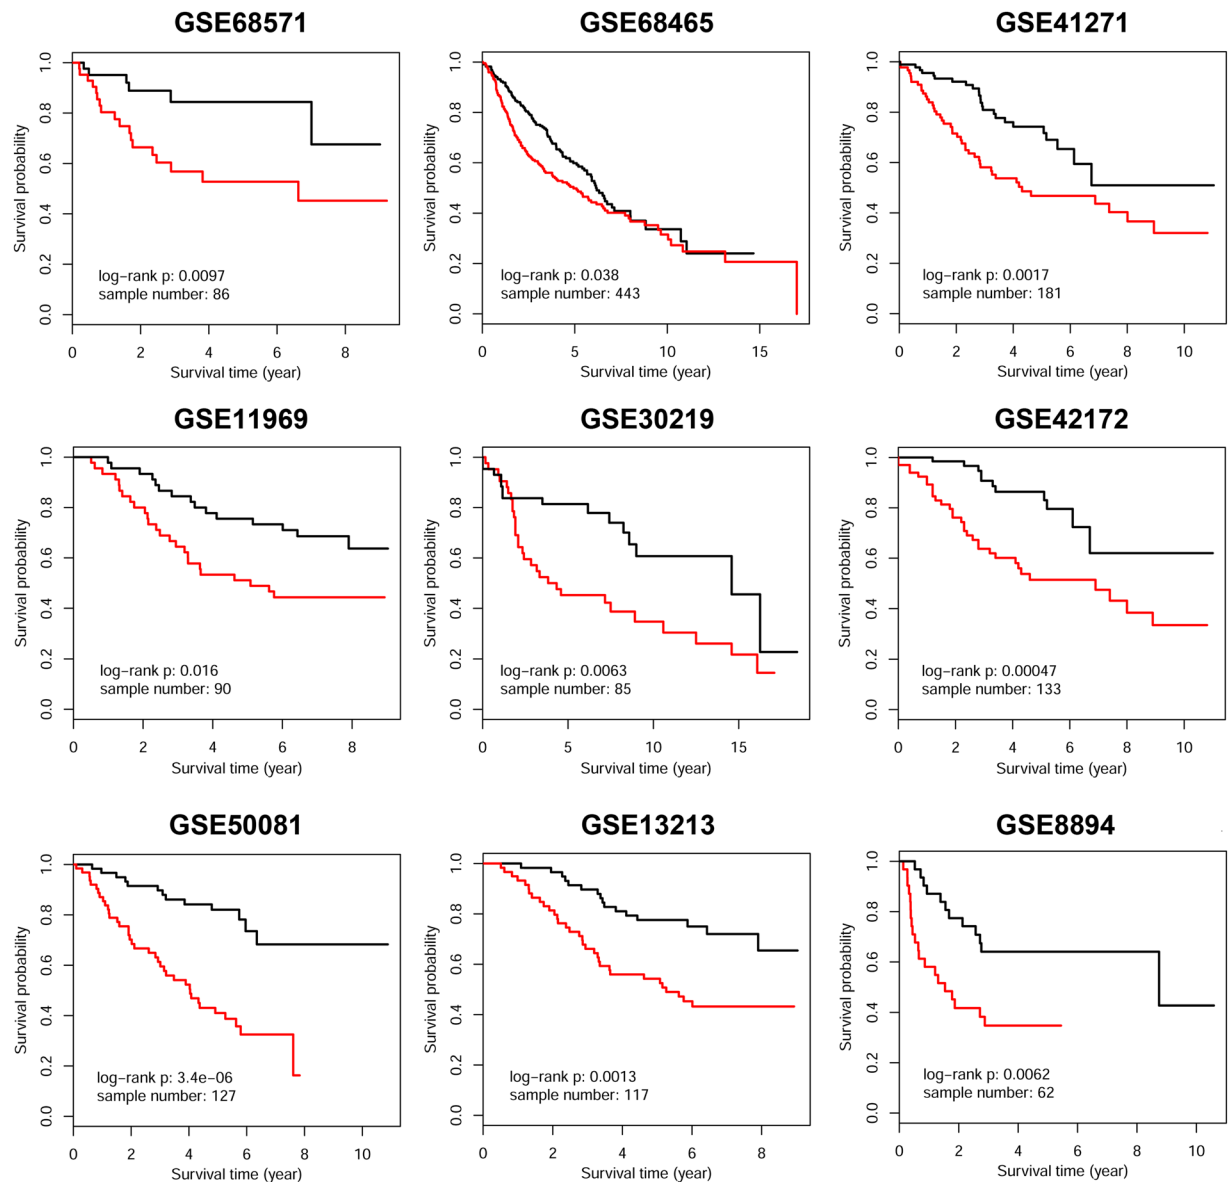 GSE68571
Survival probability
1.0
0.8
0.6
0.4
0.2
0.0
log-rank p: 0.0097
sample number: 86
0 2 4 6 8
Survival time (year)
GSE68465
Survival probability
1.0
0.8
0.6
0.4
0.2
0.0
log-rank p: 0.038
sample number: 443
0 5 10 15
Survival time (year)
GSE41271
Survival probability
1.0
0.8
0.6
0.4
0.2
0.0
log-rank p: 0.0017
sample number: 181
0 2 4 6 8 10
Survival time (year)
GSE11969
Survival probability
1.0
0.8
0.6
0.4
0.2
0.0
log-rank p: 0.016
sample number: 90
0 2 4 6 8
Survival time (year)
GSE30219
Survival probability
1.0
0.8
0.6
0.4
0.2
0.0
log-rank p: 0.0063
sample number: 85
0 5 10 15
Survival time (year)
GSE42172
Survival probability
1.0
0.8
0.6
0.4
0.2
0.0
log-rank p: 0.00047
sample number: 133
0 2 4 6 8 10
Survival time (year)
GSE50081
Survival probability
1.0
0.8
0.6
0.4
0.2
0.0
log-rank p: 3.4e-06
sample number: 127
0 2 4 6 8 10
Survival time (year)
GSE13213
Survival probability
1.0
0.8
0.6
0.4
0.2
0.0
log-rank p: 0.0013
sample number: 117
0 2 4 6 8
Survival time (year)
GSE8894
Survival probability
1.0
0.8
0.6
0.4
0.2
0.0
log-rank p: 0.0062
sample number: 62
0 2 4 6 8 10
Survival time (year)